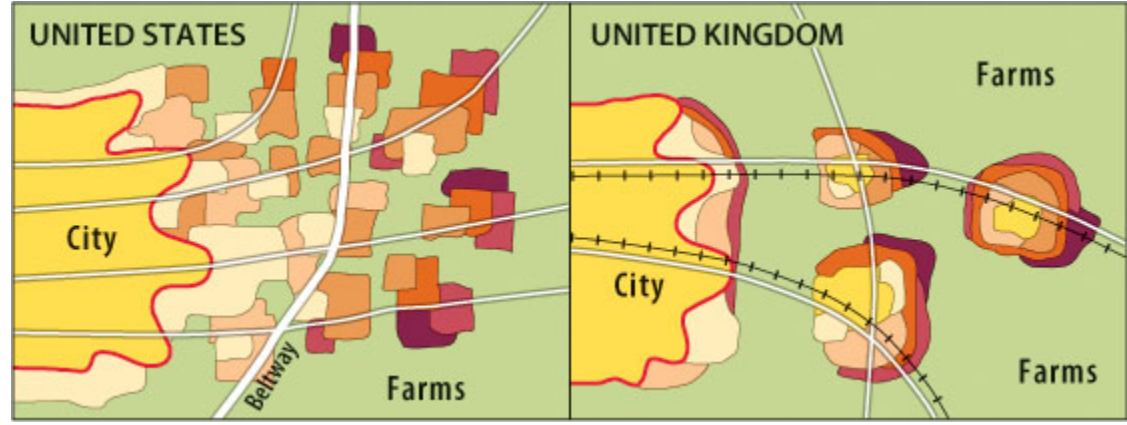 UNITED STATES
City
Beltway
Farms
UNITED KINGDOM
Farms
City
Farms